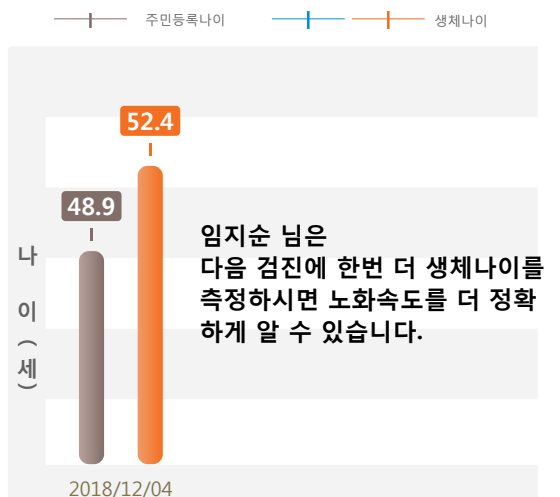 주민등록나이 생체나이
52.4
48.9
임지순 님은
다음 검진에 한번 더 생체나이를
측정하시면 노화속도를 더 정확
하게 알 수 있습니다.
나이(세)
2018/12/04